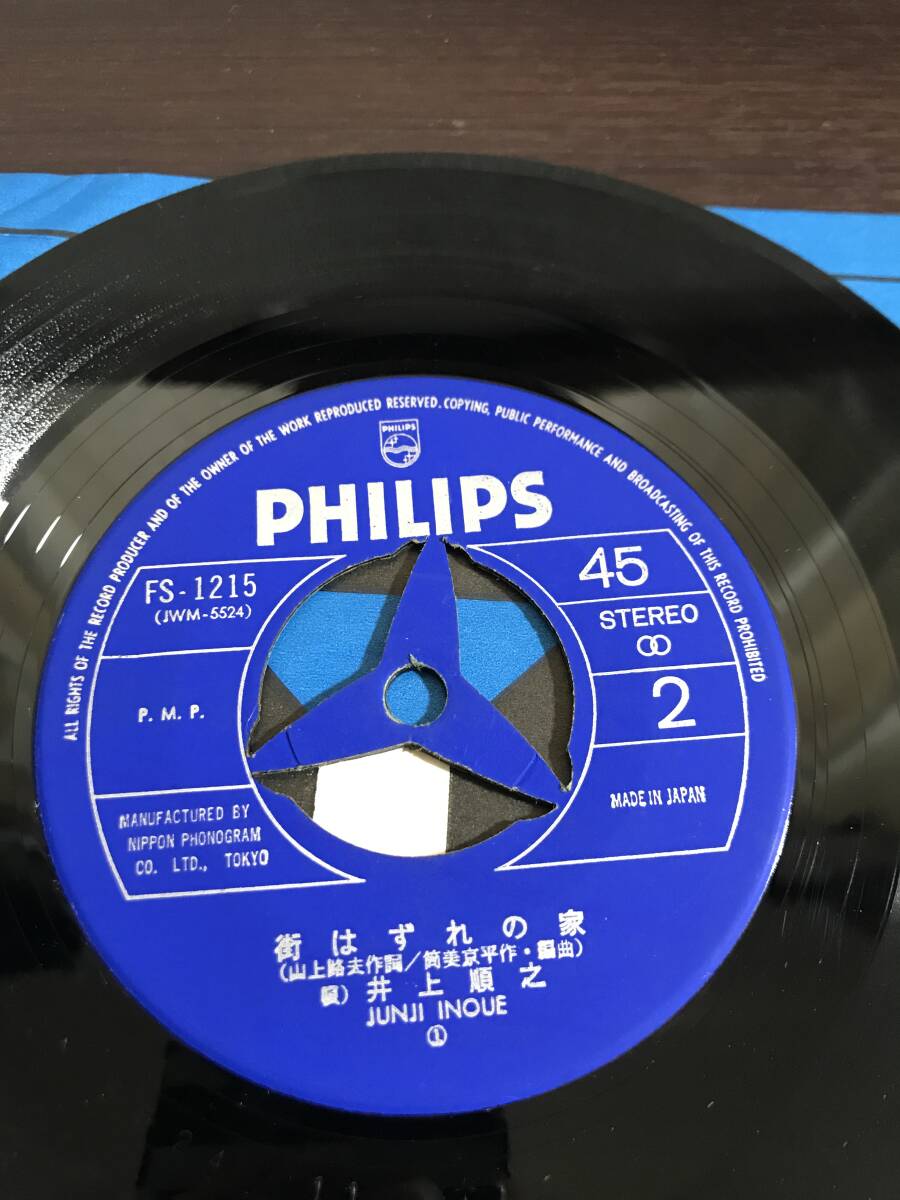 ALL RIGHTS OF THE RECORD PRODUCER AND OF THE OWNER OF THE WORK REPRODUCED RESERVED. COPYING, PUBLIC PERFORMANCE AND BROADCASTING OF THIS RECORD PROHIBITED
PHILIPS
PHILIPS
FS-1215
(JWM-5524)
45
STEREO
P. M. P.
2
MANUFACTURED BY
NIPPON PHONOGRAM
CO. LTD., TOKYO
MADE IN JAPAN
街はずれの家
(山上路夫作詞/筒美京平作・編曲)
唄) 井上順之
JUNJI INOUE
①